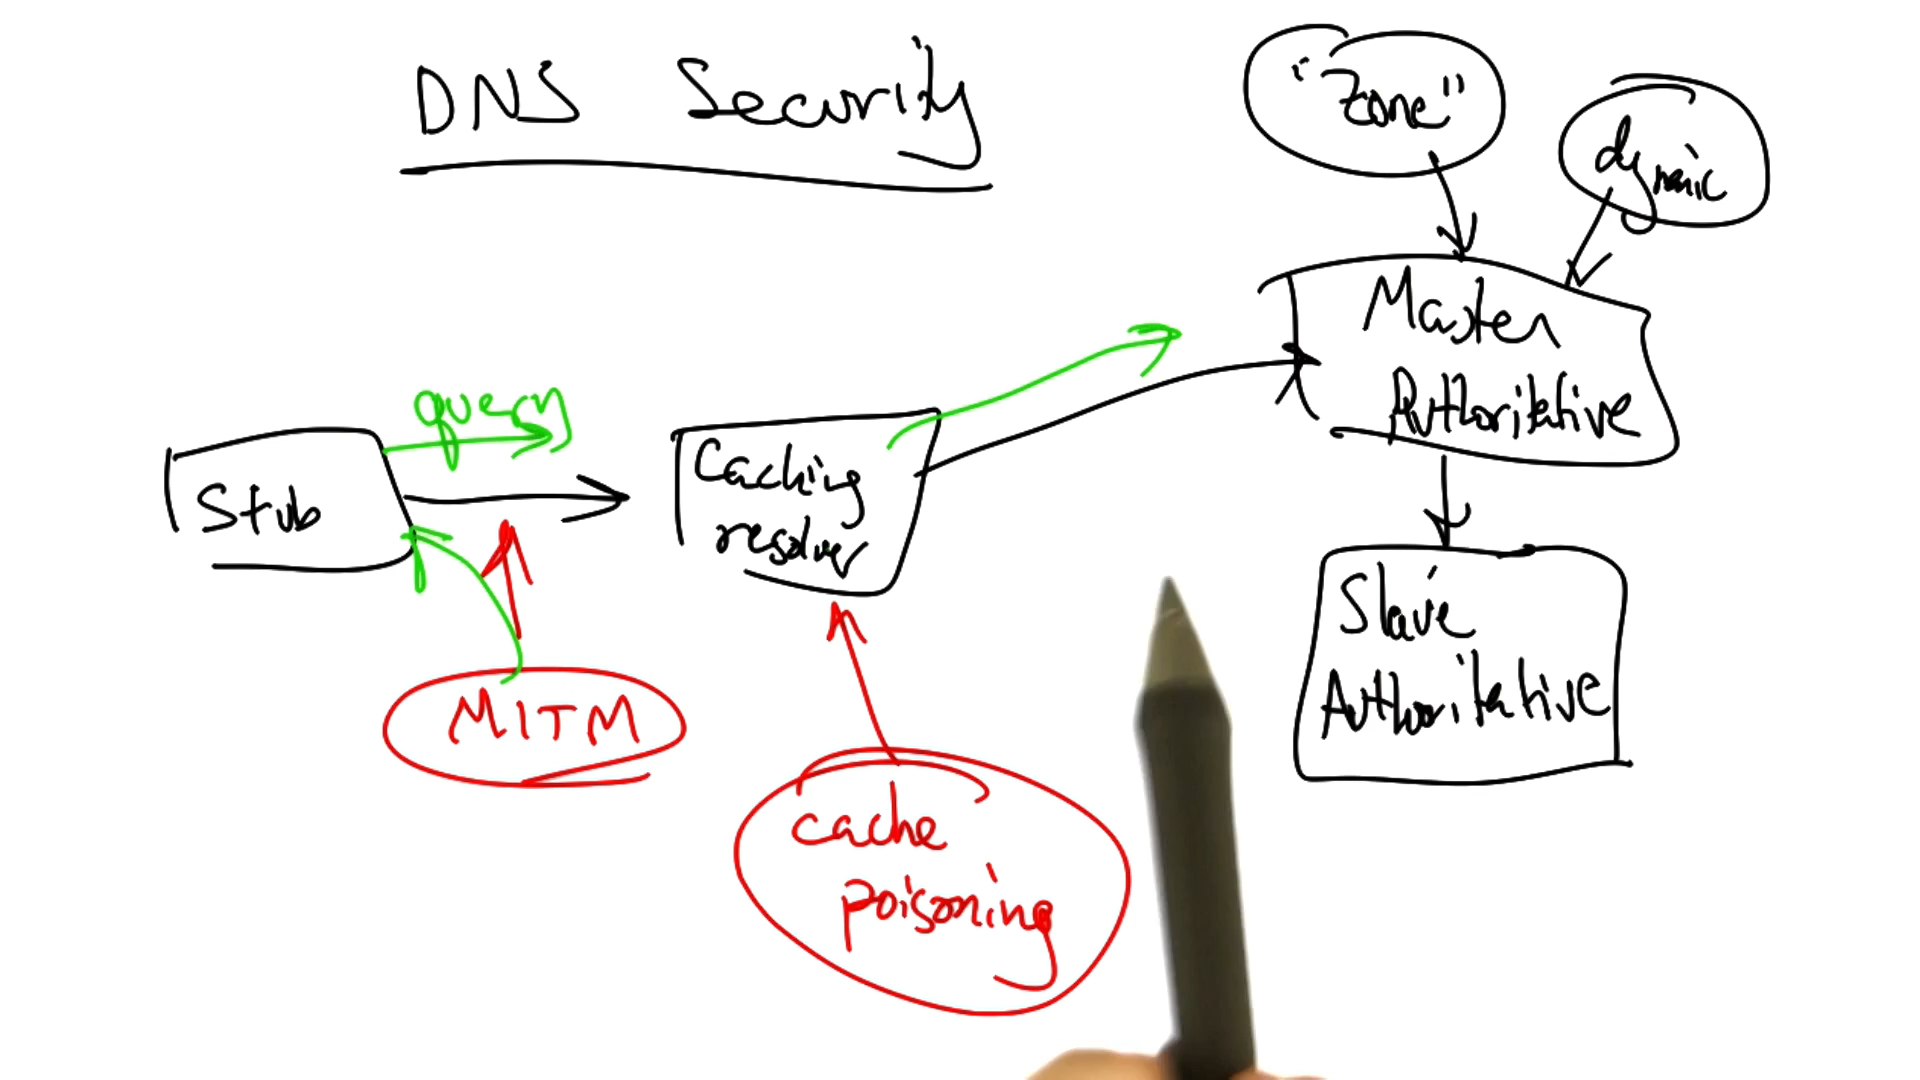 DNS Security
"Zone"
dynamic
Master
Authoritative
query
Stub
Caching
resolver
Slave
Authoritative
MITM
cache
poisoning